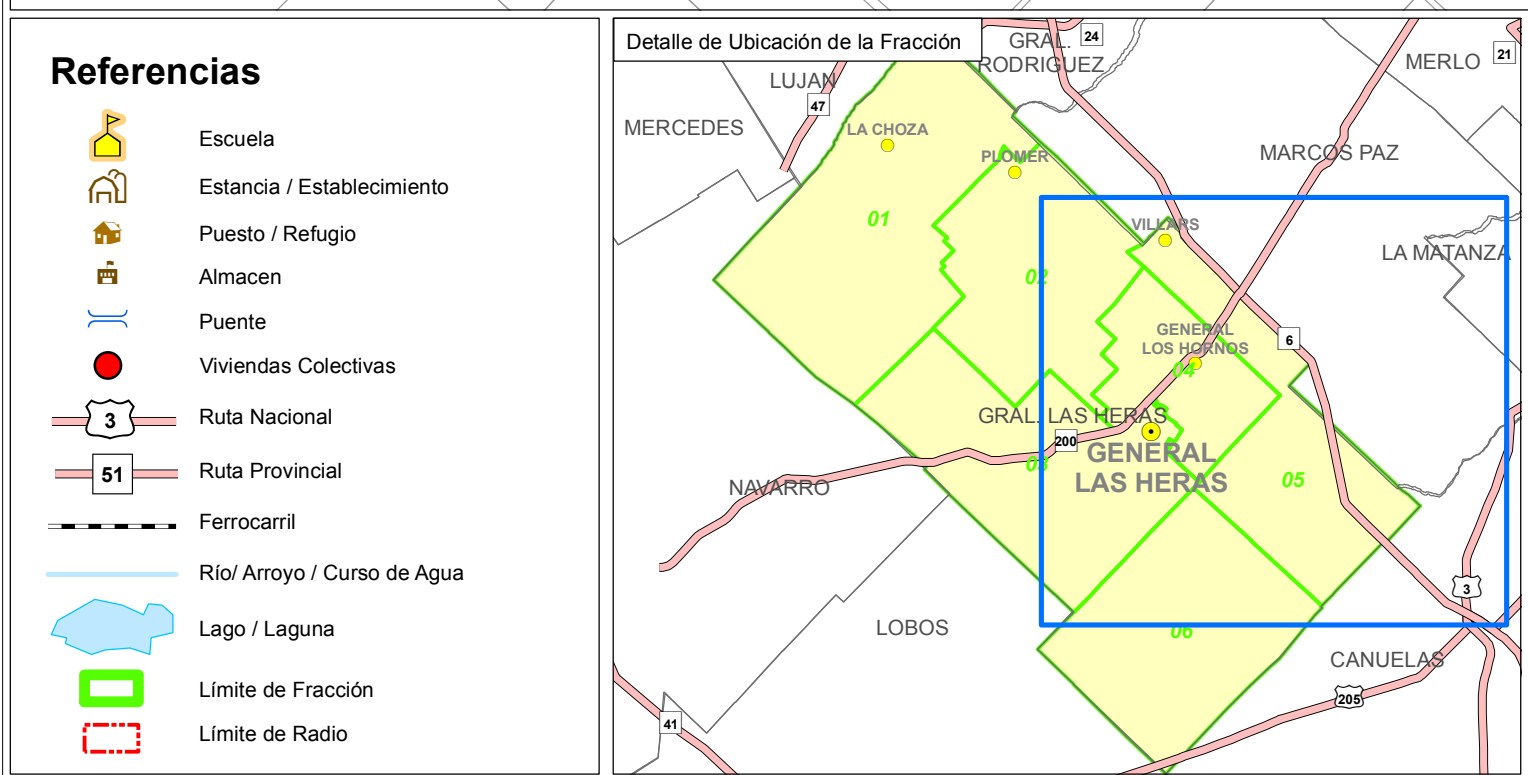 Referencias
Escuela
Estancia / Establecimiento
Puesto / Refugio
Almacen
Puente
Viviendas Colectivas
3
Ruta Nacional
51
Ruta Provincial
Ferrocarril
Río/ Arroyo / Curso de Agua
Lago / Laguna
Límite de Fracción
Límite de Radio
Detalle de Ubicación de la Fracción
GRAL.
RODRIGUEZ
24
MERLO
21
LUJAN
47
MERCEDES
LA CHOZA
PLOMER
MARCOS PAZ
01
VILLARS
LA MATANZA
02
GENERAL
LOS HORNOS
6
04
GRAL. LAS HERAS
200
GENERAL
LAS HERAS
03
05
NAVARRO
3
LOBOS
06
CANUELAS
205
41